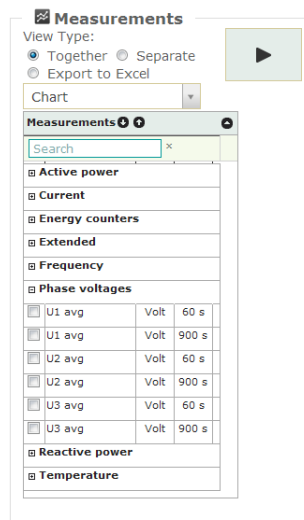 Measurements
View Type:
Together Separate
Export to Excel
Chart
Measurements
Search ×
Active power
Current
Energy counters
Extended
Frequency
Phase voltages
U1 avg Volt 60 s
U1 avg Volt 900 s
U2 avg Volt 60 s
U2 avg Volt 900 s
U3 avg Volt 60 s
U3 avg Volt 900 s
Reactive power
Temperature